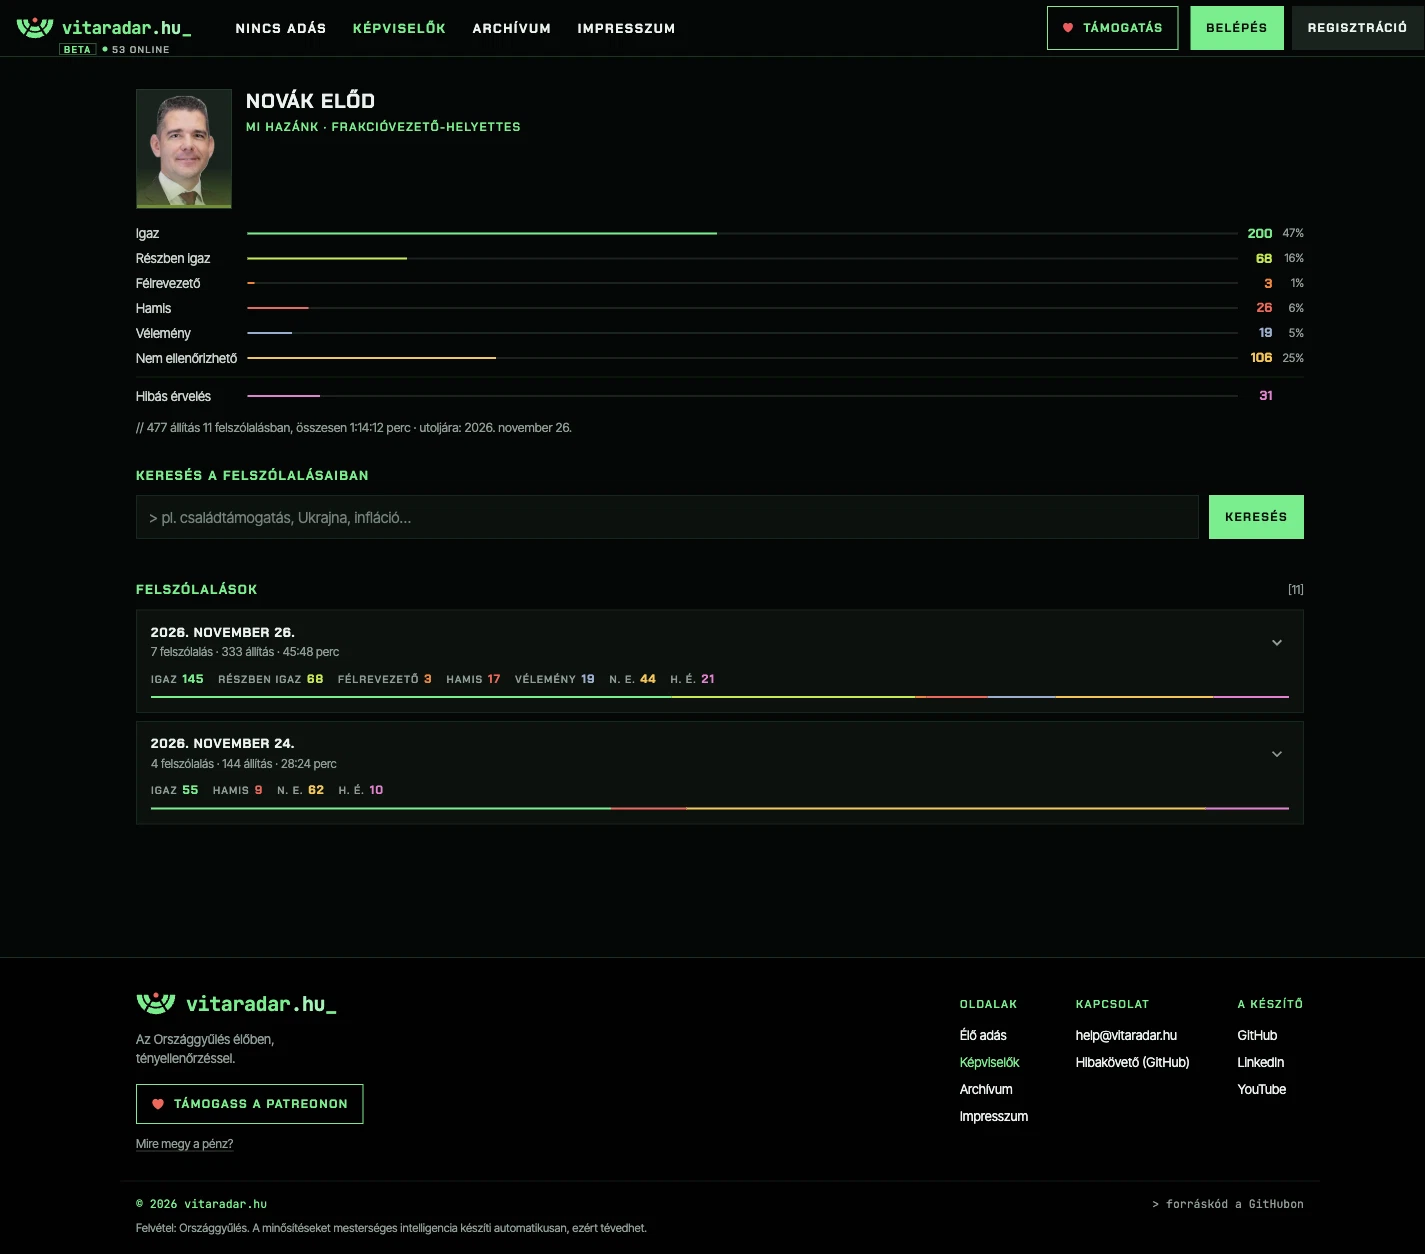 vitaradar.hu_
BETA 53 ONLINE
NINCS ADÁS
KÉPVISELŐK
ARCHÍVUM
IMPRESSZUM
TÁMOGATÁS
BELÉPÉS
REGISZTRÁCIÓ
NOVÁK ELŐD
MI HAZÁNK · FRAKCIÓVEZETŐ-HELYETTES
Igaz 200 47%
Részben igaz 68 16%
Félrevezető 3 1%
Hamis 26 6%
Vélemény 19 5%
Nem ellenőrizhető 106 25%
Hibás érvelés 31
// 477 állítás 11 felszólalásban, összesen 1:14:12 perc · utoljára: 2026. november 26.
KERESÉS A FELSZÓLALÁSAIBAN
> pl. családtámogatás, Ukrajna, infláció...
KERESÉS
FELSZÓLALÁSOK [11]
2026. NOVEMBER 26.
7 felszólalás · 333 állítás · 45:48 perc
IGAZ 145 RÉSZBEN IGAZ 68 FÉLREVEZETŐ 3 HAMIS 17 VÉLEMÉNY 19 N. E. 44 H. É. 21
2026. NOVEMBER 24.
4 felszólalás · 144 állítás · 28:24 perc
IGAZ 55 HAMIS 9 N. E. 62 H. É. 10
vitaradar.hu_
Az Országgyűlés élőben,
tényellenőrzéssel.
TÁMOGASS A PATREONON
Mire megy a pénz?
OLDALAK
Élő adás
Képviselők
Archívum
Impresszum
KAPCSOLAT
help@vitaradar.hu
Hibakövető (GitHub)
A KÉSZÍTŐ
GitHub
LinkedIn
YouTube
© 2026 vitaradar.hu
> forráskód a GitHubon
Felvétel: Országgyűlés. A minősítéseket mesterséges intelligencia készíti automatikusan, ezért tévedhet.